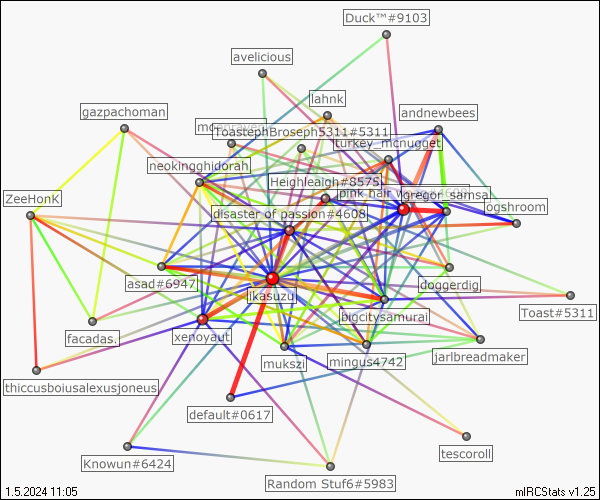 Duck™#9103
avelicious
lahnk
andnewbees
gazpachoman
ToastephBroseph5311#5311
turkey_mcnugget
neokingghidorah
Heighleaigh#8575
pink hair
gregor_samsa
ZeeHonK
disaster of passion#4608
ogshroom
asad#6947
doggerdig
ikasuzu
Toast#5311
bigcitysamurai
facadas.
xenoyaut
jarlbreadmaker
mukszi
mingus4742
thiccusboiusalexusjoneus
default#0617
tescoroll
Knowun#6424
Random Stuf6#5983
1.5.2024 11:05
mIRCStats v1.25